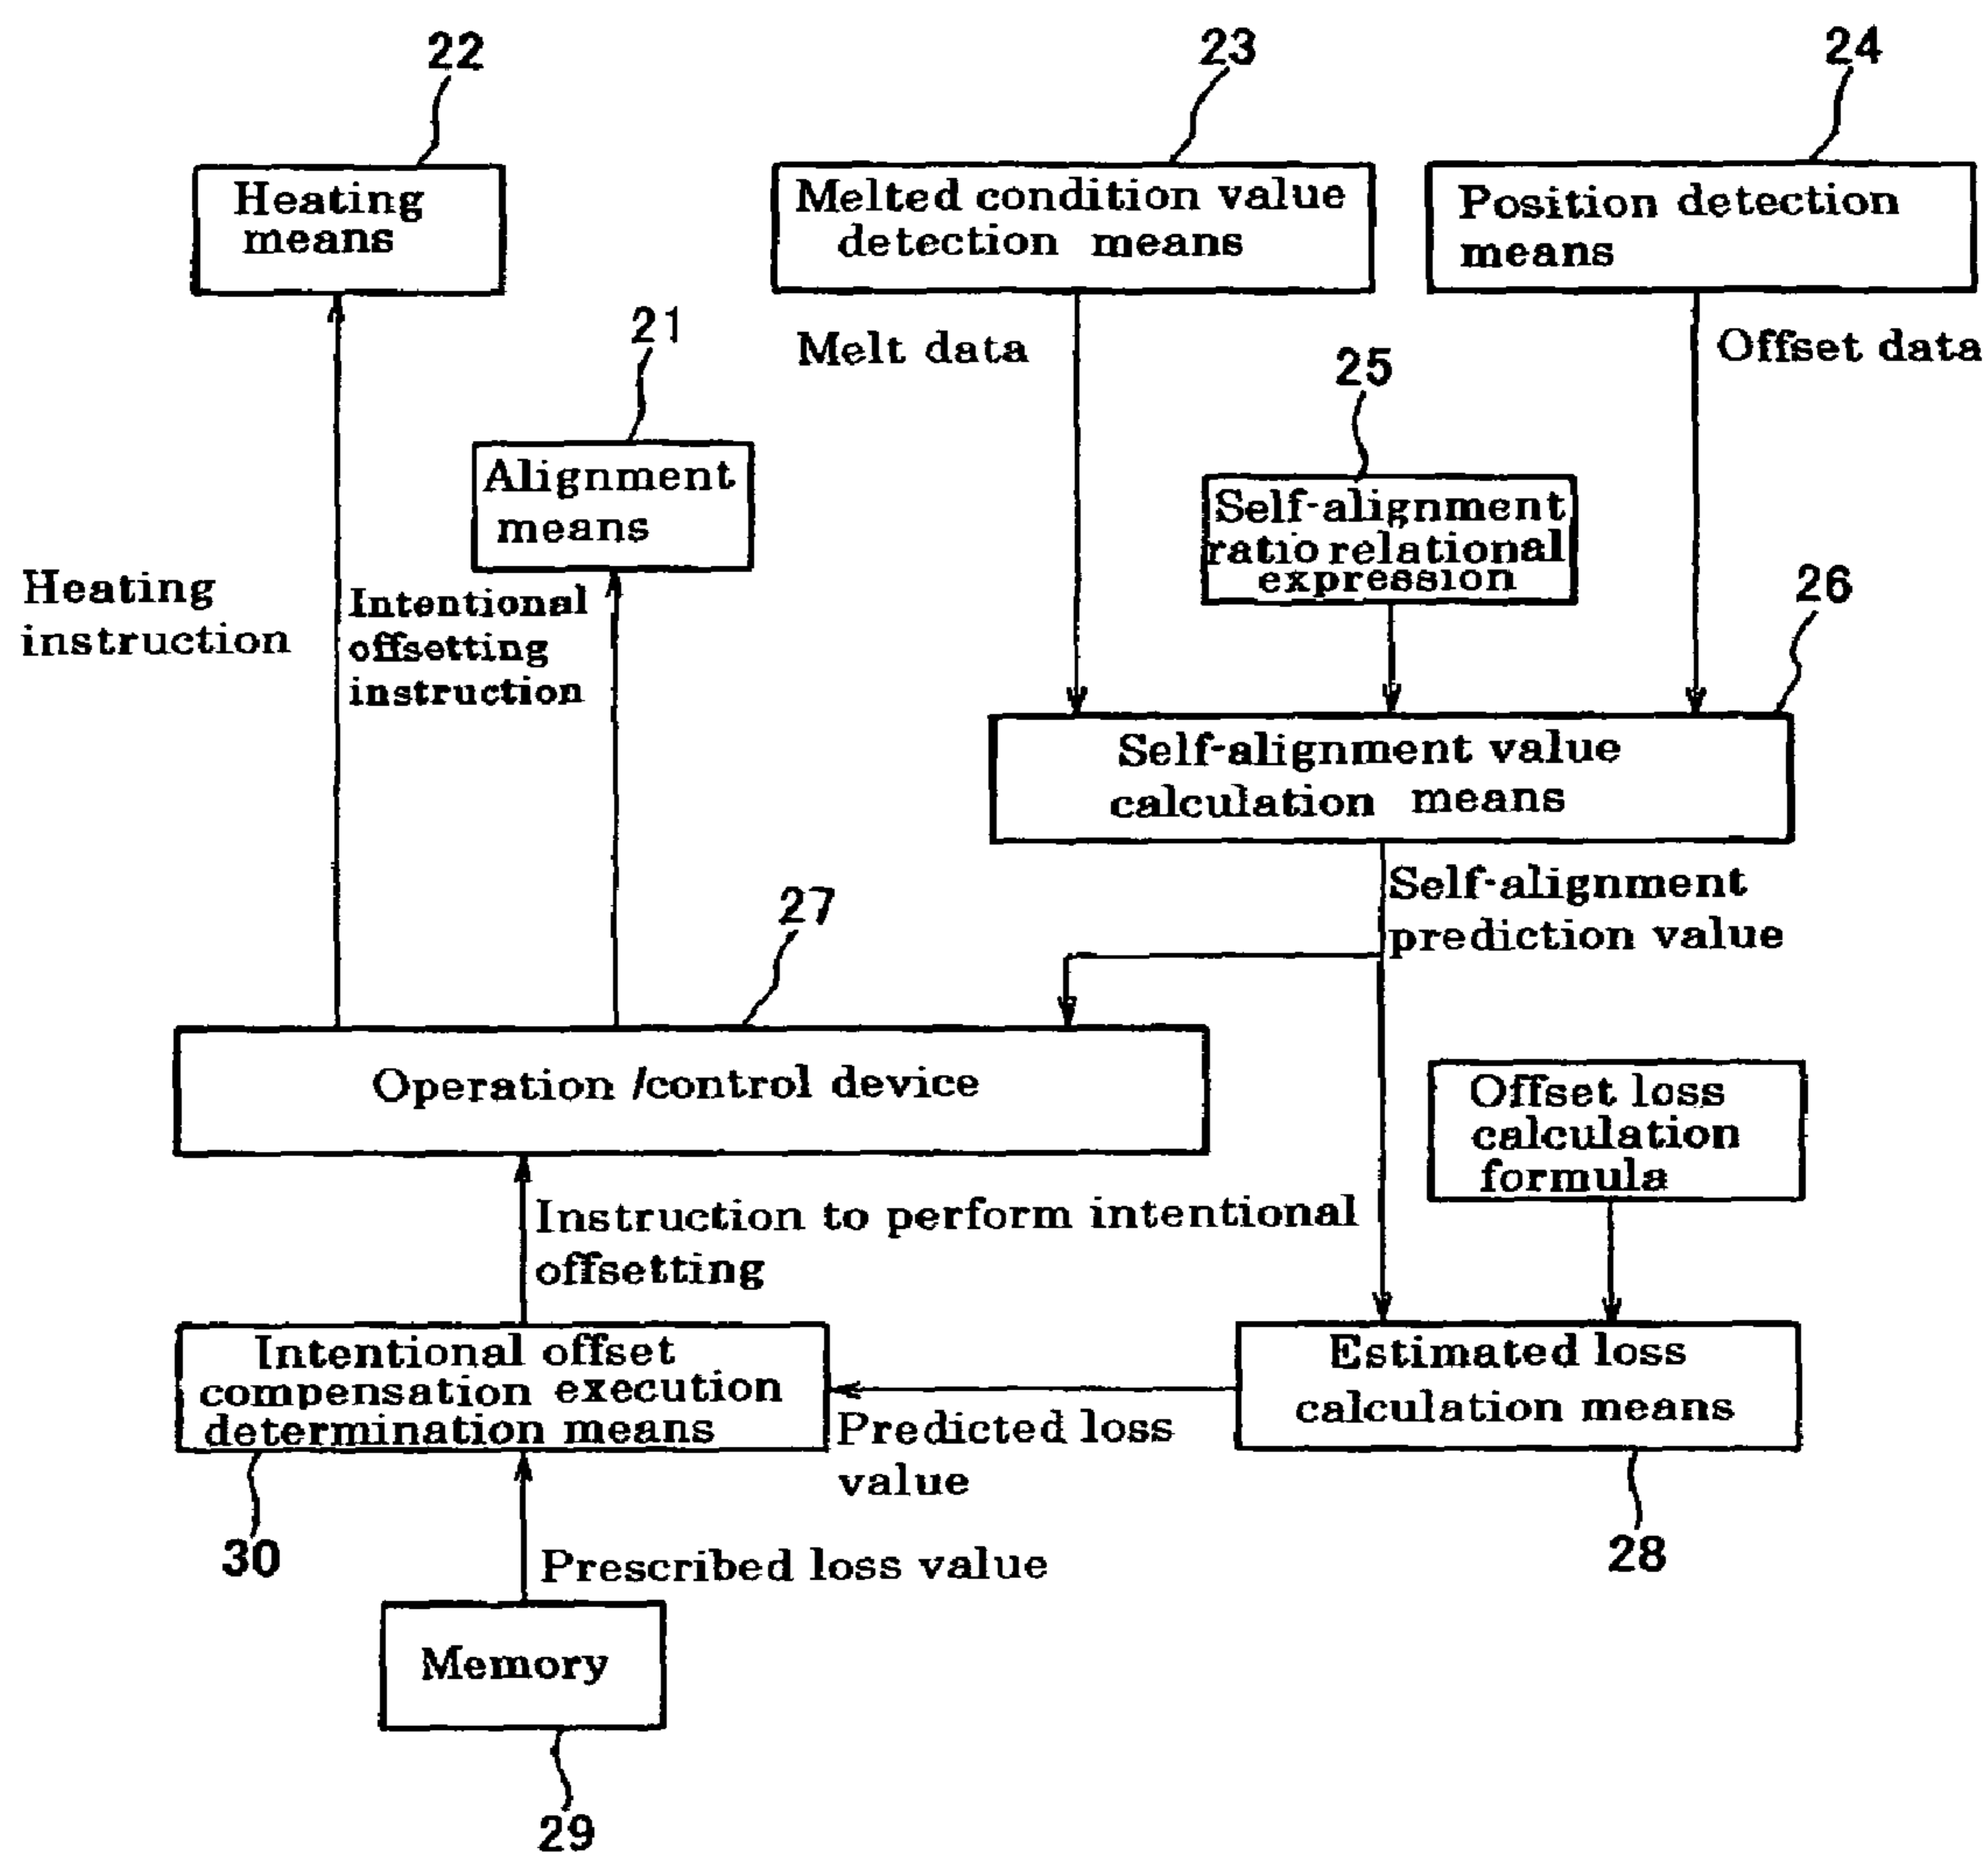 22
23
24
Heating
means
Melted condition value
detection means
Position detection
means
21
Melt data
Offset data
25
Alignment
means
Self-alignment
ratio relational
expression
26
Heating
instruction
Intentional
offsetting
instruction
Self-alignment value
calculation means
27
Self-alignment
prediction value
Operation /control device
Offset loss
calculation
formula
Instruction to perform intentional
offsetting
Intentional offset
compensation execution
determination means
Estimated loss
calculation means
Predicted loss
value
30
28
Prescribed loss value
Memory
29